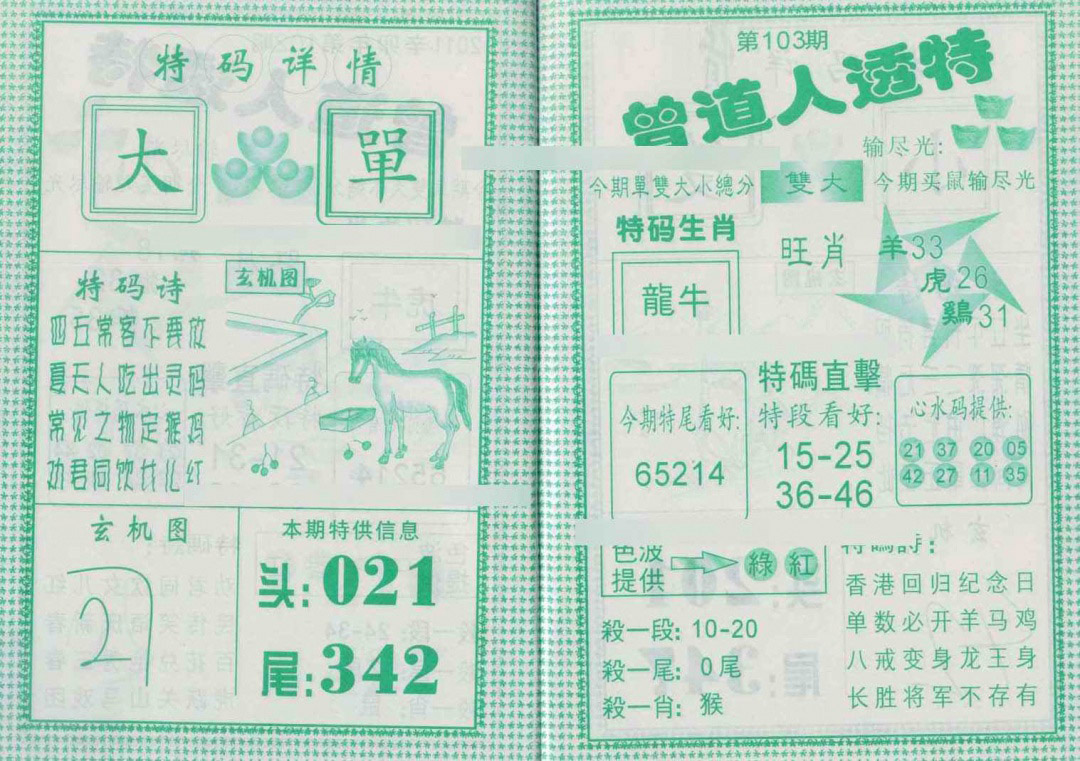 特码详情
大 單
特码诗
四五常客不要放
夏天人吃出灵码
常见之物定猴鸡
劝君同饮女儿红
玄机图
玄机图
本期特供信息
头:021
尾:342
第103期
曾道人透特
输尽光:
今期單雙大小總分 雙大 今期买鼠输尽光
特码生肖
龍牛
旺肖
羊33
虎26
鷄31
今期特尾看好:
65214
特碼直擊
特段看好:
15-25
36-46
心水码提供:
21 37 20 05
42 27 11 35
色波
提供
綠 紅
殺一段: 10-20
殺一尾: 0尾
殺一肖: 猴
特碼詩:
香港回归纪念日
单数必开羊马鸡
八戒变身龙王身
长胜将军不存有